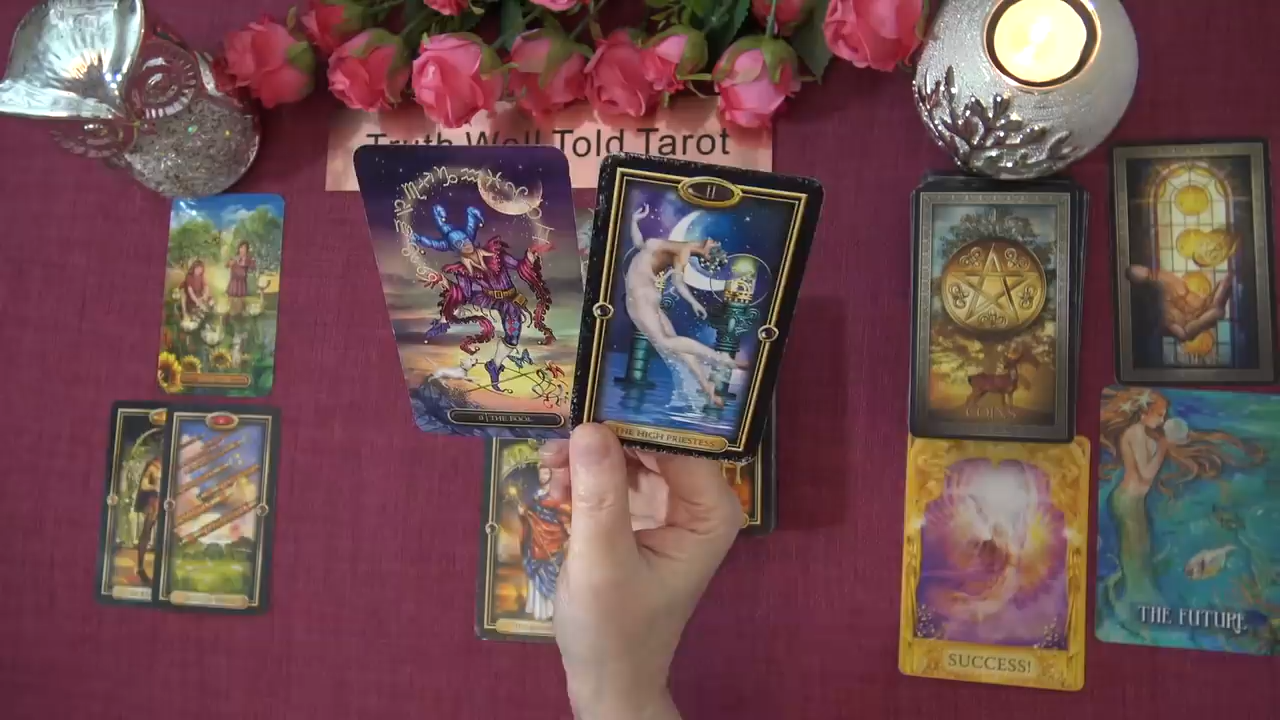 Truth Well Told Tarot
II
0 | THE FOOL
THE HIGH PRIESTESS
COINS
SUCCESS!
THE FUTURE